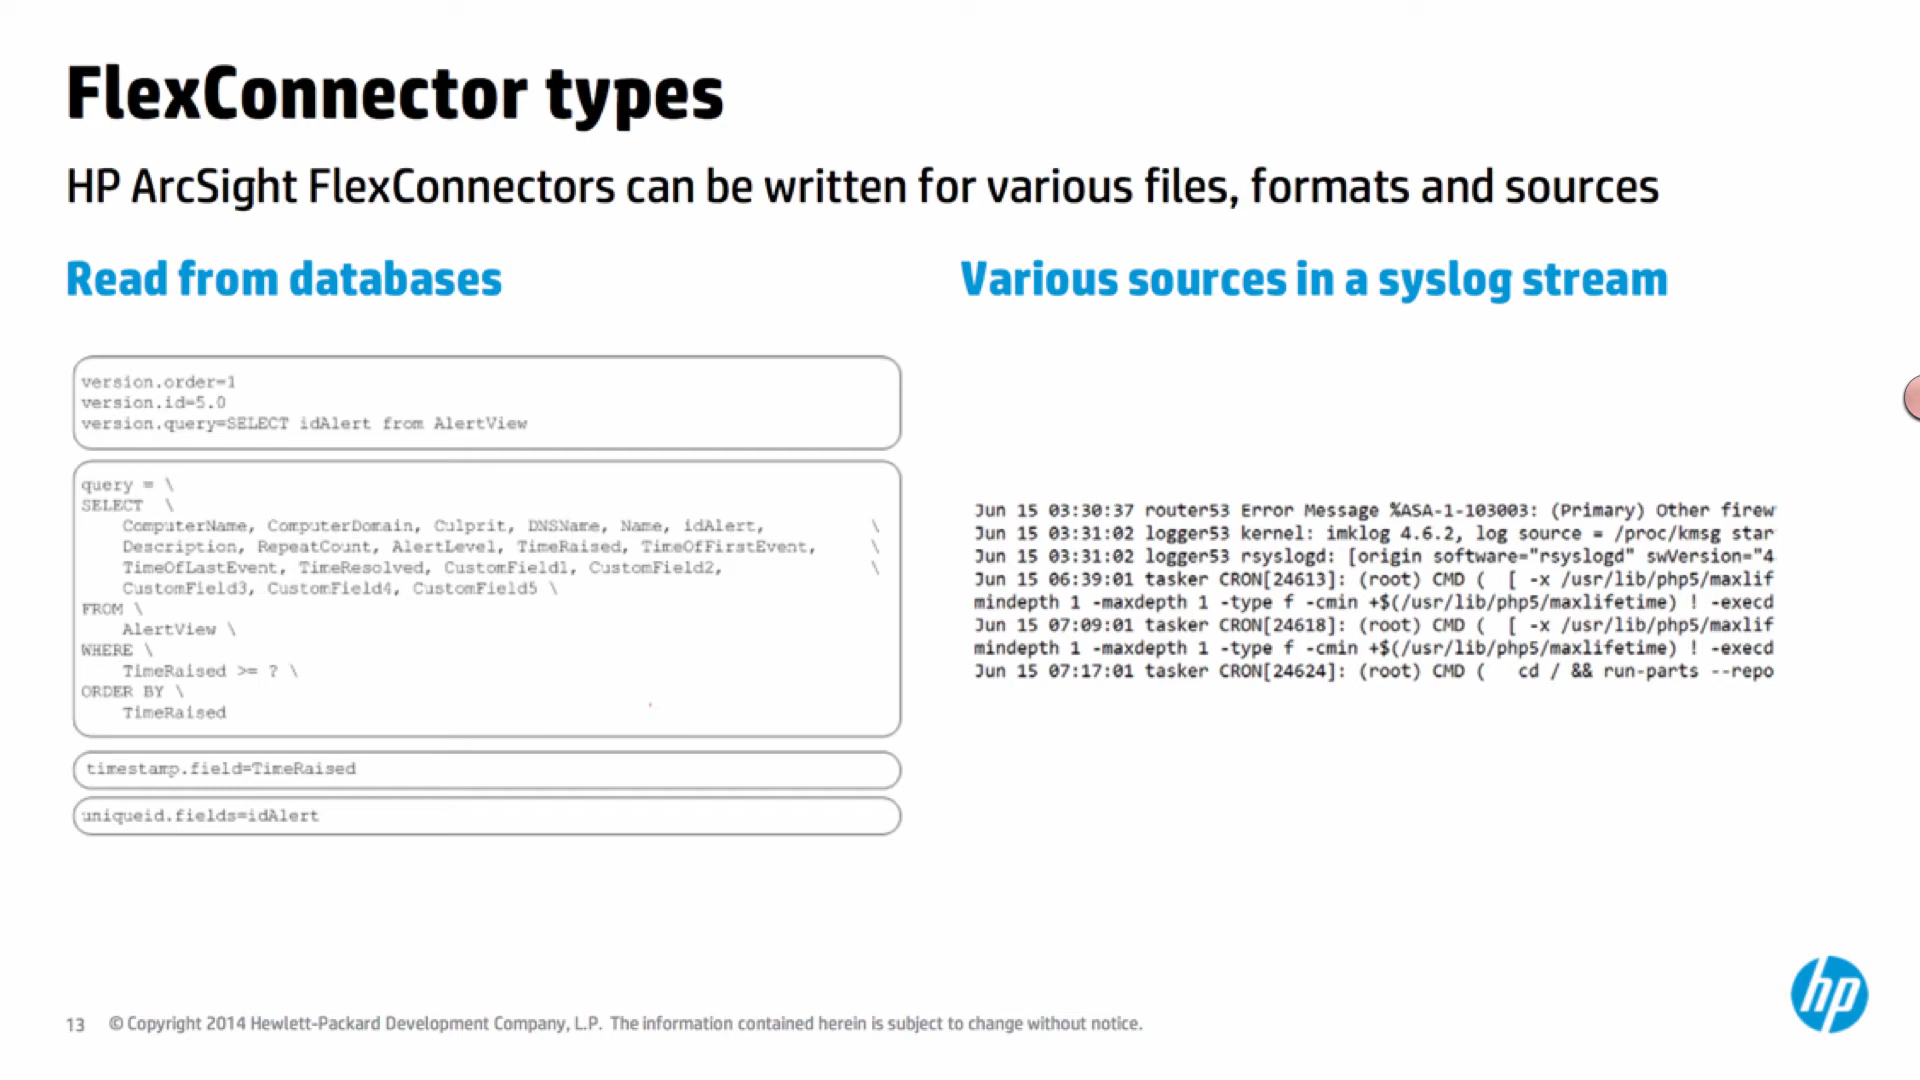 FlexConnector types
HP ArcSight FlexConnectors can be written for various files, formats and sources
Read from databases
version.order=1
version.id=5.0
version.query=SELECT idAlert from AlertView
query = \
SELECT \
ComputerName, ComputerDomain, Culprit, DNSName, Name, idAlert, \
Description, RepeatCount, AlertLevel, TimeRaised, TimeOfFirstEvent, \
TimeOfLastEvent, TimeResolved, CustomField1, CustomField2, \
CustomField3, CustomField4, CustomField5 \
FROM \
AlertView \
WHERE \
TimeRaised >= ? \
ORDER BY \
TimeRaised
timestamp.field=TimeRaised
uniqueid.fields=idAlert
Various sources in a syslog stream
Jun 15 03:30:37 router53 Error Message %ASA-1-103003: (Primary) Other firew
Jun 15 03:31:02 logger53 kernel: imklog 4.6.2, log source = /proc/kmsg star
Jun 15 03:31:02 logger53 rsyslogd: [origin software="rsyslogd" swVersion="4
Jun 15 06:39:01 tasker CRON[24613]: (root) CMD (  [ -x /usr/lib/php5/maxlif
mindepth 1 -maxdepth 1 -type f -cmin +$(/usr/lib/php5/maxlifetime) ! -execd
Jun 15 07:09:01 tasker CRON[24618]: (root) CMD (  [ -x /usr/lib/php5/maxlif
mindepth 1 -maxdepth 1 -type f -cmin +$(/usr/lib/php5/maxlifetime) ! -execd
Jun 15 07:17:01 tasker CRON[24624]: (root) CMD (   cd / && run-parts --repo
13 © Copyright 2014 Hewlett-Packard Development Company, L.P. The information contained herein is subject to change without notice.
hp